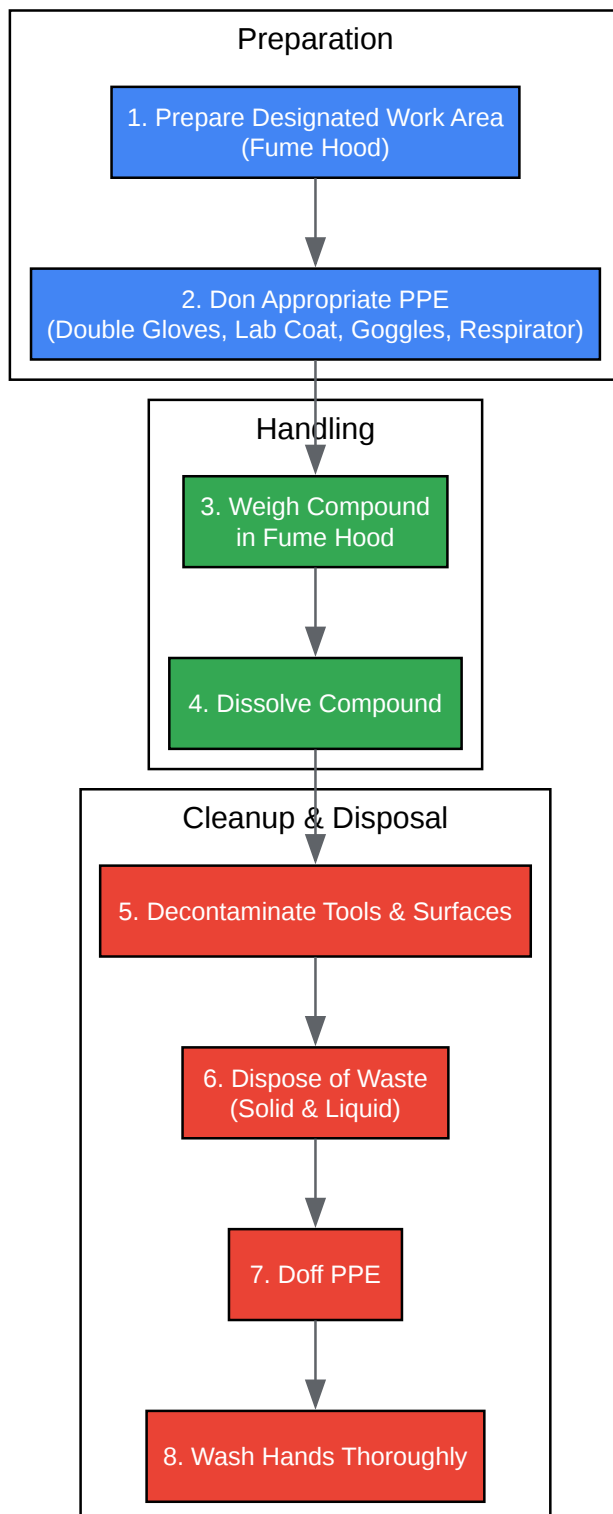 Preparation
1. Prepare Designated Work Area
(Fume Hood)
2. Don Appropriate PPE
(Double Gloves, Lab Coat, Goggles, Respirator)
Handling
3. Weigh Compound
in Fume Hood
4. Dissolve Compound
Cleanup & Disposal
5. Decontaminate Tools & Surfaces
6. Dispose of Waste
(Solid & Liquid)
7. Doff PPE
8. Wash Hands Thoroughly